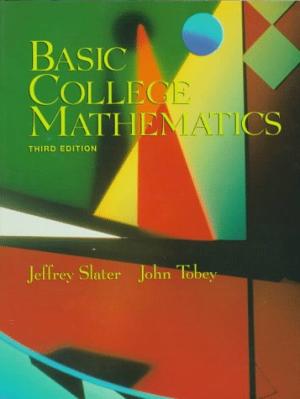 BASIC
COLLEGE
MATHEMATICS
THIRD EDITION
Jeffrey Slater John Tobey